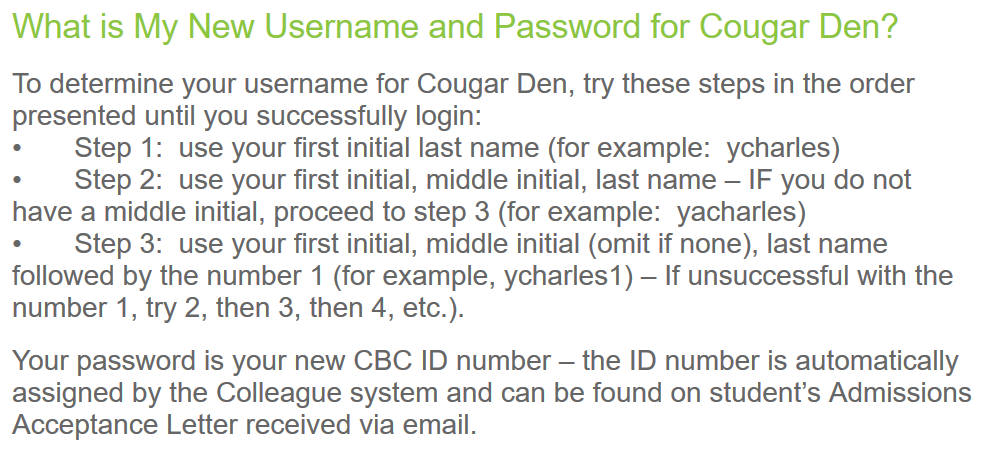 What is My New Username and Password for Cougar Den?
To determine your username for Cougar Den, try these steps in the order
presented until you successfully login:
• Step 1:  use your first initial last name (for example:  ycharles)
• Step 2:  use your first initial, middle initial, last name – IF you do not
have a middle initial, proceed to step 3 (for example:  yacharles)
• Step 3:  use your first initial, middle initial (omit if none), last name
followed by the number 1 (for example, ycharles1) – If unsuccessful with the
number 1, try 2, then 3, then 4, etc.).
Your password is your new CBC ID number – the ID number is automatically
assigned by the Colleague system and can be found on student’s Admissions
Acceptance Letter received via email.